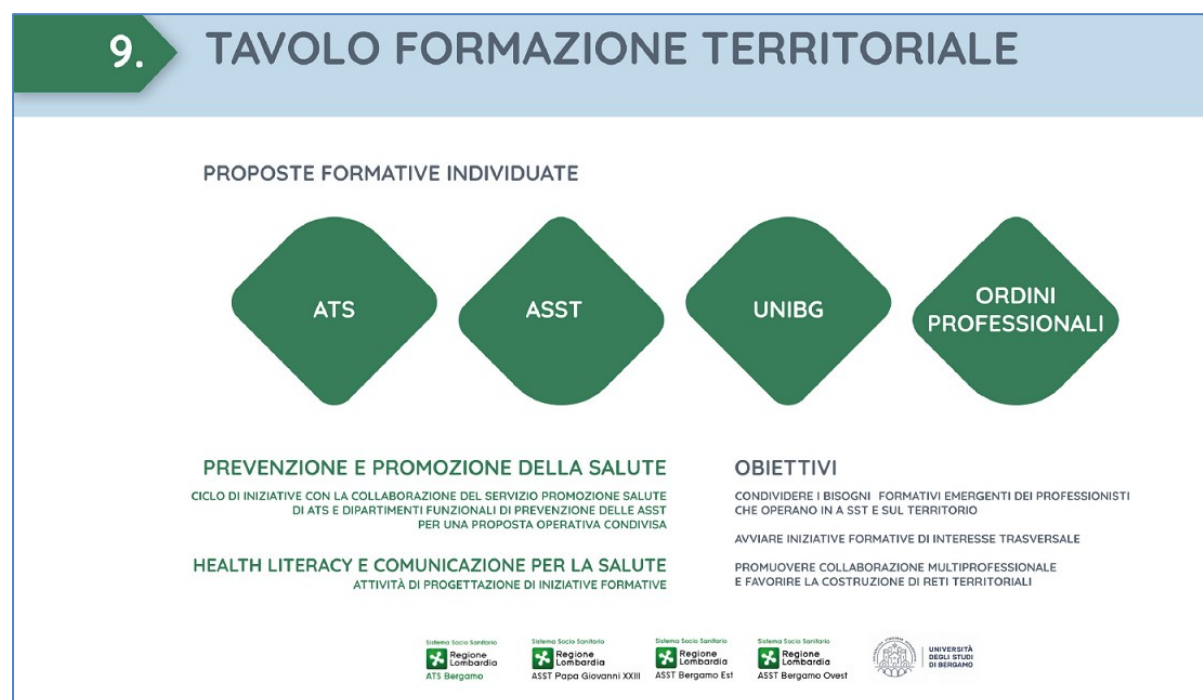 9.
TAVOLO FORMAZIONE TERRITORIALE
PROPOSTE FORMATIVE INDIVIDUATE
ATS
ASST
UNIBG
ORDINI
PROFESSIONALI
PREVENZIONE E PROMOZIONE DELLA SALUTE
CICLO DI INIZIATIVE CON LA COLLABORAZIONE DEL SERVIZIO PROMOZIONE SALUTE
DI ATS E DIPARTIMENTI FUNZIONALI DI PREVENZIONE DELLE ASST
PER UNA PROPOSTA OPERATIVA CONDIVISA
HEALTH LITERACY E COMUNICAZIONE PER LA SALUTE
ATTIVITÀ DI PROGETTAZIONE DI INIZIATIVE FORMATIVE
OBIETTIVI
CONDIVIDERE I BISOGNI FORMATIVI EMERGENTI DEI PROFESSIONISTI
CHE OPERANO IN A SST E SUL TERRITORIO
AVVIARE INIZIATIVE FORMATIVE DI INTERESSE TRASVERSALE
PROMUOVERE COLLABORAZIONE MULTIPROFESSIONALE
E FAVORIRE LA COSTRUZIONE DI RETI TERRITORIALI
Sistema Socio Sanitario
Regione
Lombardia
ATS Bergamo
Sistema Socio Sanitario
Regione
Lombardia
ASST Papa Giovanni XXIII
Sistema Socio Sanitario
Regione
Lombardia
ASST Bergamo Est
Sistema Socio Sanitario
Regione
Lombardia
ASST Bergamo Ovest
UNIVERSITÀ
DEGLI STUDI
DI BERGAMO